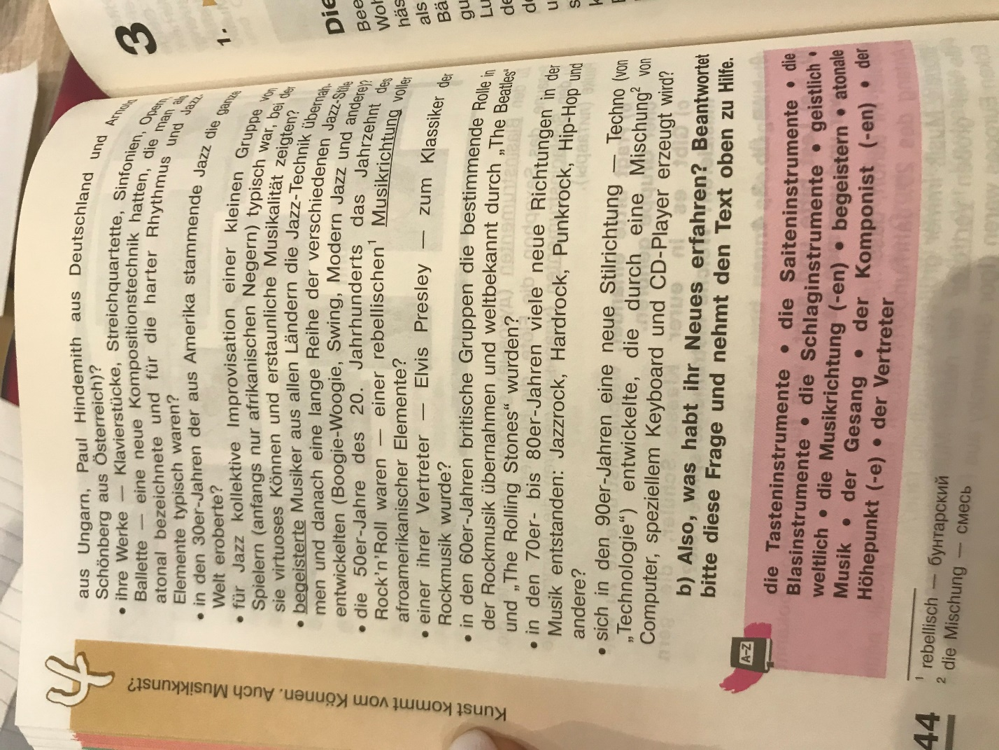 aus Ungarn, Paul Hindemith aus Deutschland und Arnold
Schönberg aus Österreich)?
• ihre Werke — Klavierstücke, Streichquartette, Sinfonien, Opern,
Ballette — eine neue Kompositionstechnik hatten, die man als
atonal bezeichnete und für die harter Rhythmus und Jazz-
Elemente typisch waren?
• in den 30er-Jahren der aus Amerika stammende Jazz die ganze
Welt eroberte?
• für Jazz kollektive Improvisation einer kleinen Gruppe von
Spielern (anfangs nur afrikanischen Negern) typisch war, bei der
sie virtuoses Können und erstaunliche Musikalität zeigten?
• begeisterte Musiker aus allen Ländern die Jazz-Technik übernah-
men und danach eine lange Reihe der verschiedenen Jazz-Stile
entwickelten (Boogie-Woogie, Swing, Modern Jazz und andere)?
• die 50er-Jahre des 20. Jahrhunderts das Jahrzehnt des
Rock'n'Roll waren — einer rebellischen¹ Musikrichtung voller
afroamerikanischer Elemente?
• einer ihrer Vertreter — Elvis Presley — zum Klassiker der
Rockmusik wurde?
• in den 60er-Jahren britische Gruppen die bestimmende Rolle in
der Rockmusik übernahmen und weltbekannt durch „The Beatles“
und „The Rolling Stones“ wurden?
• in den 70er- bis 80er-Jahren viele neue Richtungen in der
Musik entstanden: Jazzrock, Hardrock, Punkrock, Hip-Hop und
andere?
• sich in den 90er-Jahren eine neue Stilrichtung — Techno (von
„Technologie“) entwickelte, die durch eine Mischung² von
Computer, speziellem Keyboard und CD-Player erzeugt wird?
b) Also, was habt ihr Neues erfahren? Beantwortet
bitte diese Frage und nehmt den Text oben zu Hilfe.
A-Z
die Tasteninstrumente • die Saiteninstrumente • die
Blasinstrumente • die Schlaginstrumente • geistlich •
weltlich • die Musikrichtung (-en) • begeistern • atonale
Musik • der Gesang • der Komponist (-en) • der
Höhepunkt (-e) • der Vertreter
¹ rebellisch — бунтарский
² die Mischung — смесь
44
4
Kunst kommt vom Können. Auch Musikkunst?
3
1.
Die
Bee
Woh
häs
als
Bä
gu
Lu
de